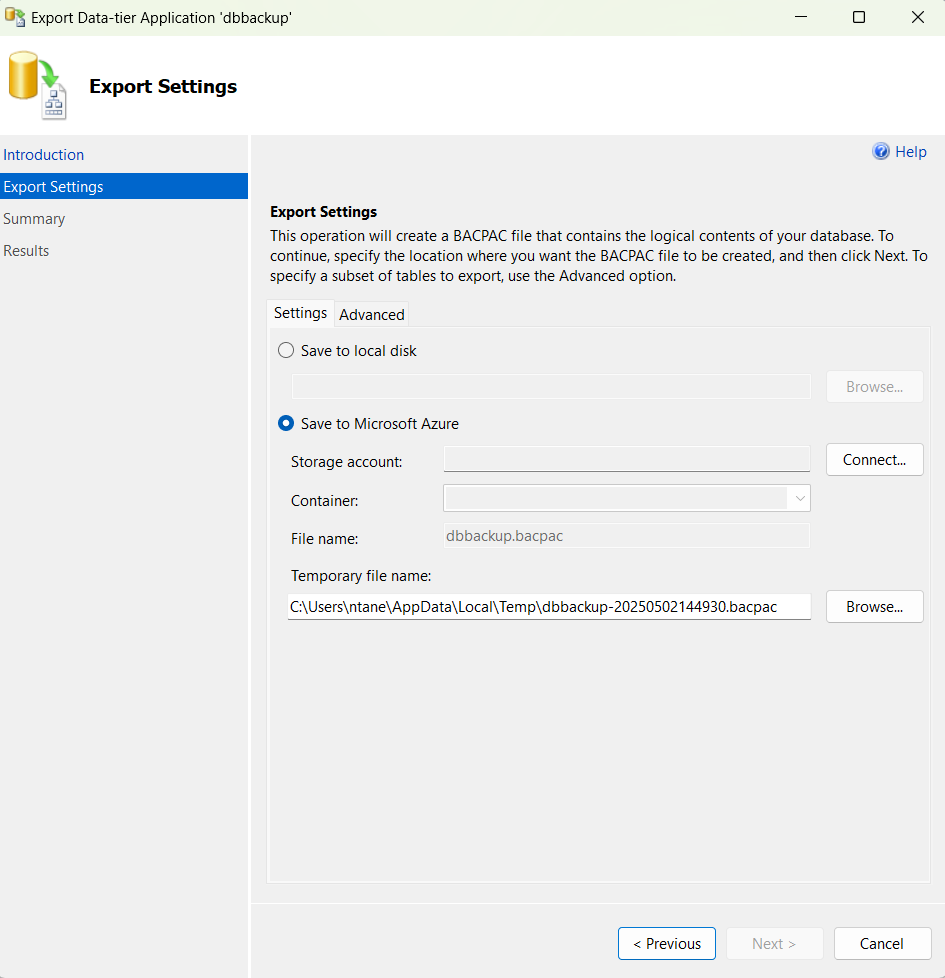 Export Data-tier Application 'dbbackup'
Export Settings
Introduction
Export Settings
Summary
Results
Help
Export Settings
This operation will create a BACPAC file that contains the logical contents of your database. To
continue, specify the location where you want the BACPAC file to be created, and then click Next. To
specify a subset of tables to export, use the Advanced option.
Settings Advanced
Save to local disk
Browse...
Save to Microsoft Azure
Storage account: Connect...
Container:
File name: dbbackup.bacpac
Temporary file name:
C:\Users\ntane\AppData\Local\Temp\dbbackup-20250502144930.bacpac Browse...
< Previous Next > Cancel